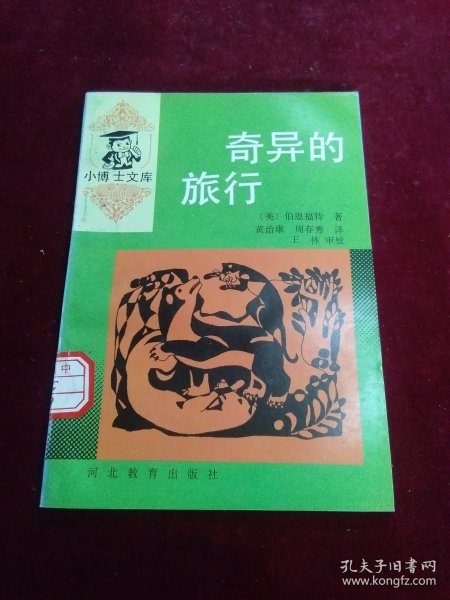 小博士文库
奇异的
旅行
〔美〕伯恩福特 著
黄治康 周存秀 译
王林 审校
中
河北教育出版社
孔夫子旧书网
www.kongfz.com